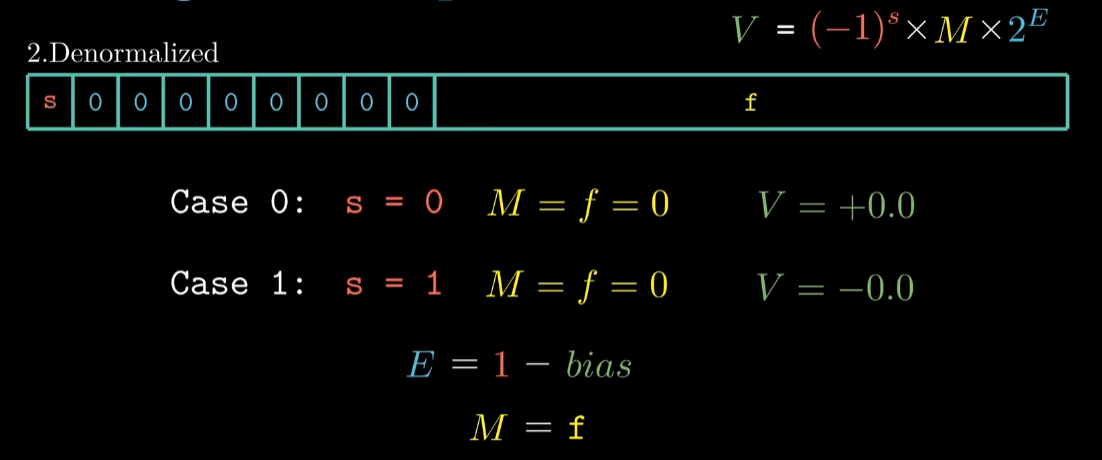 V = (−1)^s × M × 2^E
2.Denormalized
s 0 0 0 0 0 0 0 0 f
Case 0: s = 0 M = f = 0 V = +0.0
Case 1: s = 1 M = f = 0 V = −0.0
E = 1 − bias
M = f